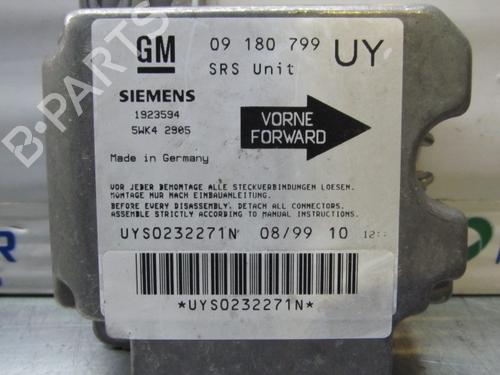 GM 09 180 799 UY
SRS Unit
SIEMENS
1923594
5WK4 2905
VORNE
FORWARD
Made in Germany
VOR JEDER DEMONTAGE ALLE STECKVERBINDUNGEN LOESEN.
MONTAGE NUR NACH EINBAUANLEITUNG.
BEFORE EVERY DISASSEMBLY, DETACH ALL CONNECTORS.
ASSEMBLE STRICTLY ACCORDING TO MANUAL INSTRUCTIONS.
UYS0232271N 08/99 10
*UYS0232271N*
B-PARTS